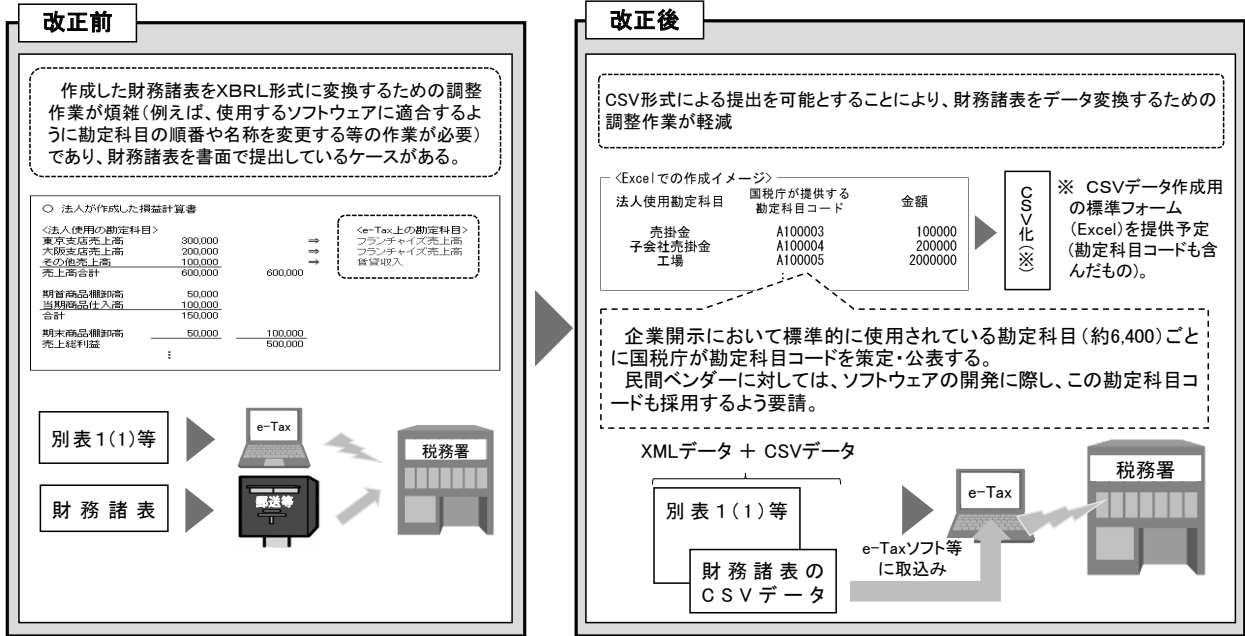 改正前
作成した財務諸表をXBRL形式に変換するための調整
作業が煩雑(例えば、使用するソフトウェアに適合するよ
うに勘定科目の順番や名称を変更する等の作業が必要)
であり、財務諸表を書面で提出しているケースがある。
○ 法人が作成した損益計算書
<法人使用の勘定科目> <e-Tax上の勘定科目>
東京支店売上高 300,000 ⇒ フランチャイズ売上高
大阪支店売上高 200,000 ⇒ フランチャイズ売上高
その他売上高 100,000 ⇒ 賃貸収入
売上高合計 600,000 600,000
期首商品棚卸高 50,000
当期商品仕入高 100,000
合計 150,000
期末商品棚卸高 50,000 100,000
売上総利益 500,000
⋮
別表1(1)等
e-Tax
税務署
財務諸表
郵送等
改正後
CSV形式による提出を可能とすることにより、財務諸表をデータ変換するための
調整作業が軽減
<Excelでの作成イメージ>
法人使用勘定科目 国税庁が提供する 金額
勘定科目コード
売掛金 A100003 100000
子会社売掛金 A100004 200000
工場 A100005 2000000
⋮
CSV化(※)
※ CSVデータ作成用
の標準フォーム
(Excel)を提供予定
(勘定科目コードも含
んだもの)。
企業開示において標準的に使用されている勘定科目(約6,400)ごと
に国税庁が勘定科目コードを策定・公表する。
民間ベンダーに対しては、ソフトウェアの開発に際し、この勘定科目コ
ードも採用するよう要請。
XMLデータ + CSVデータ
別表1(1)等
財務諸表の
CSVデータ
e-Taxソフト等
に取込み
e-Tax
税務署